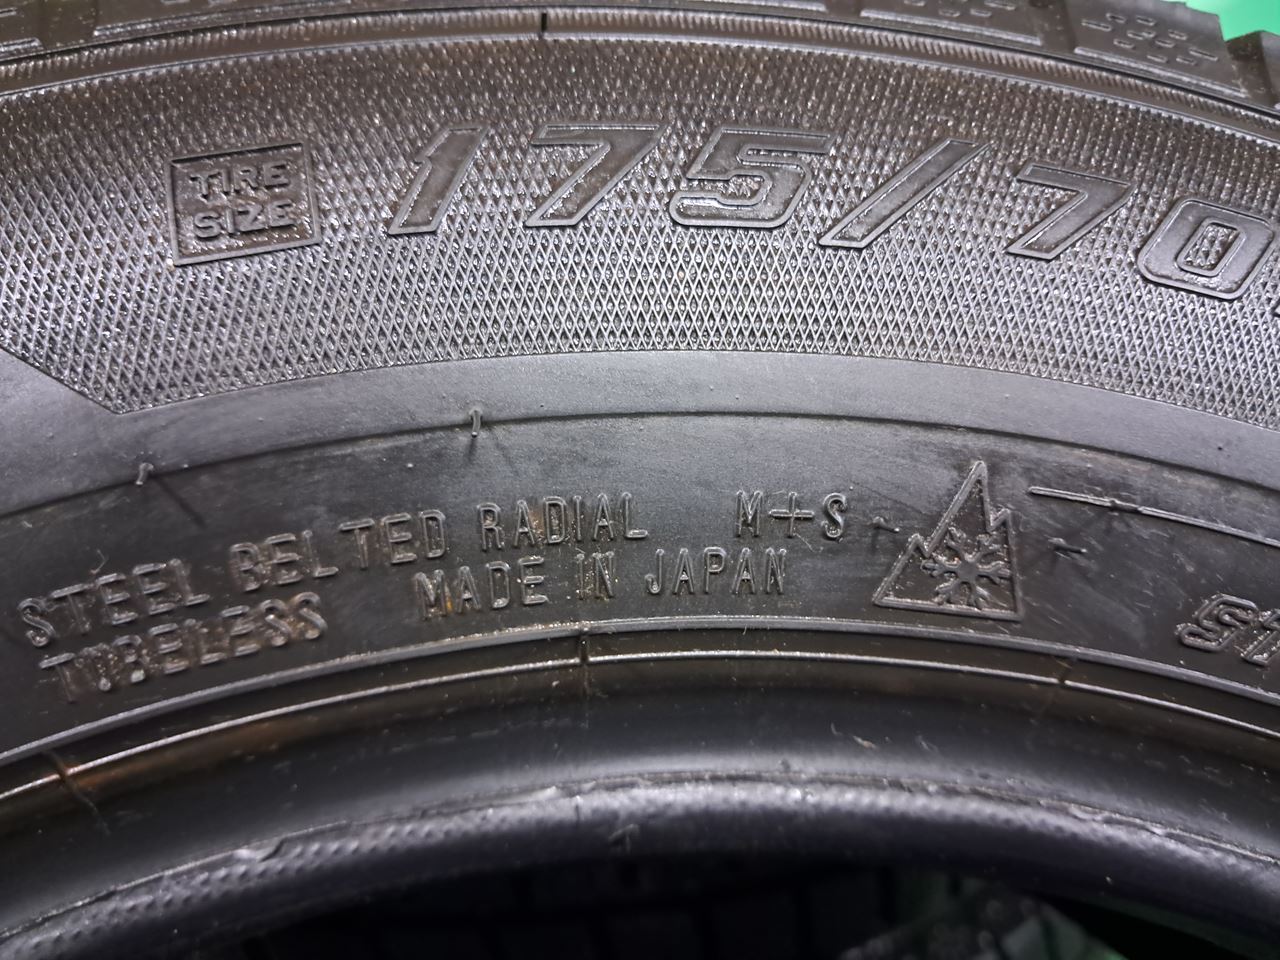 TIRE
SIZE
175/70
STEEL BELTED RADIAL M+S
TUBELESS MADE IN JAPAN